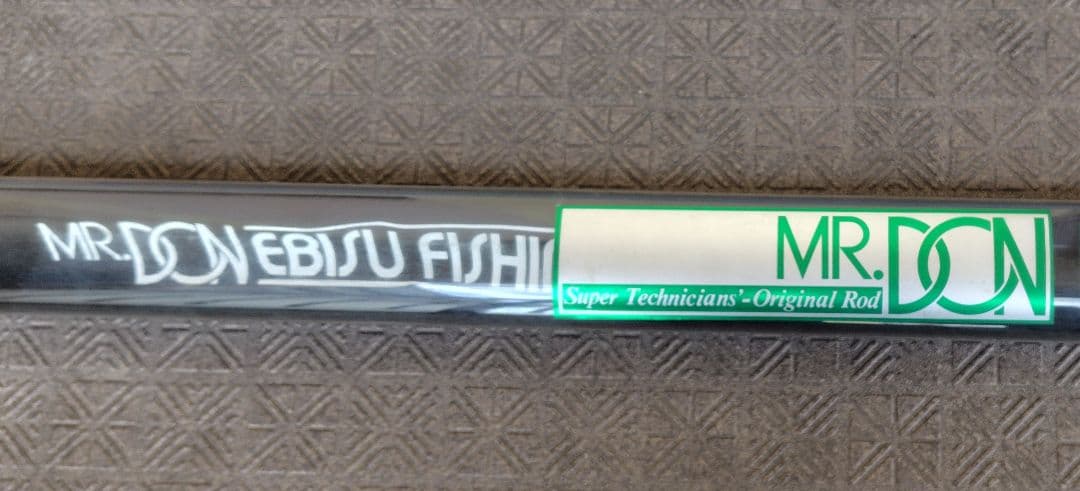 MR.DON EBISU FISHI
MR.DON
Super Technicians'-Original Rod